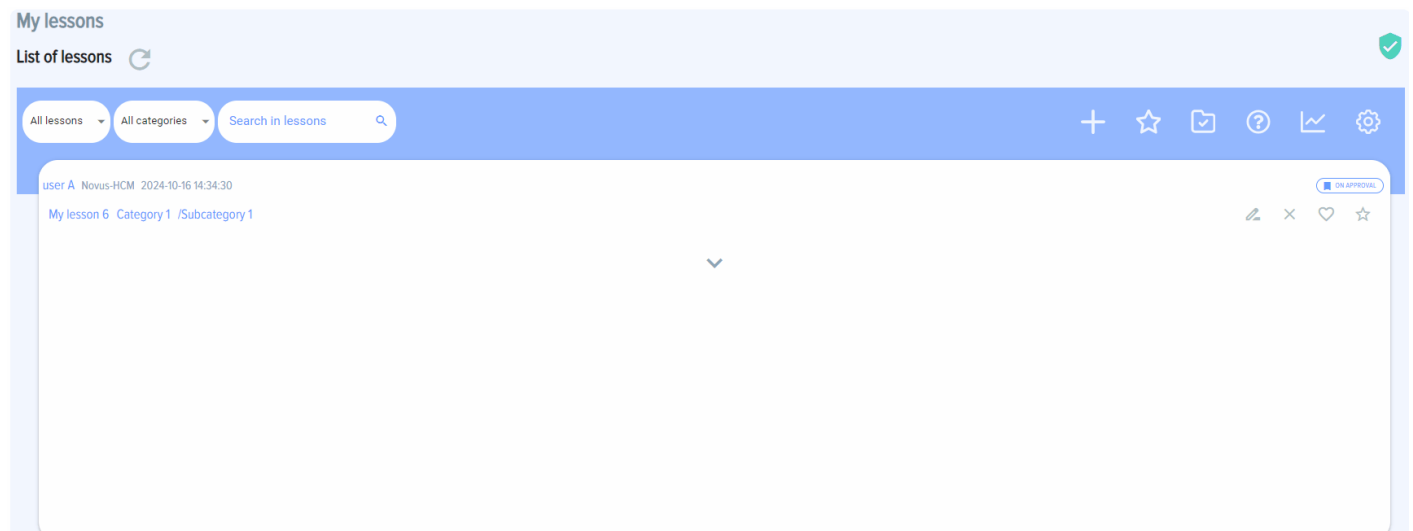 My lessons
List of lessons
All lessons All categories Search in lessons
user A Novus-HCM 2024-10-16 14:34:30 ON APPROVAL
My lesson 6 Category 1 /Subcategory 1